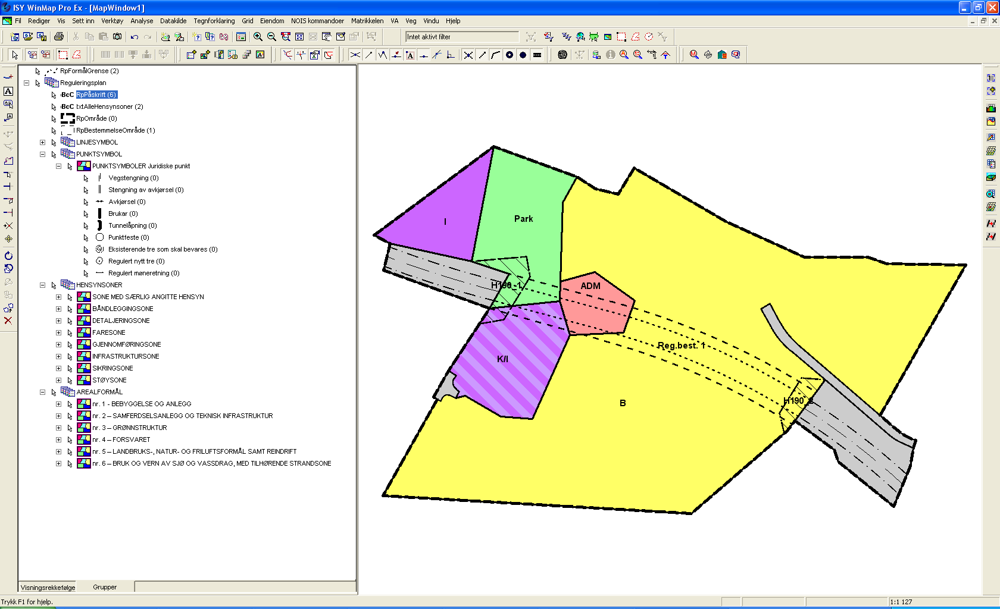 ISY WinMap Pro Ex - [MapWindow1]
Fil Rediger Vis Sett inn Verktøy Analyse Datakilde Tegnforklaring Grid Eiendom NOIS kommandoer Matrikkelen VA Veg Vindu Hjelp
Intet aktivt filter
RpFormålGrense (2)
Reguleringsplan
RpPåskrift (6)
txtAlleHensynsoner (2)
RpOmråde (0)
RpBestemmelseOmråde (1)
LINJESYMBOL
PUNKTSYMBOL
PUNKTSYMBOLER Juridiske punkt
Vegstengning (0)
Stengning av avkjørsel (0)
Avkjørsel (0)
Brukar (0)
Tunnelåpning (0)
Punktfeste (0)
Eksisterende tre som skal bevares (0)
Regulert nytt tre (0)
Regulert møneretning (0)
HENSYNSONER
SONE MED SÆRLIG ANGITTE HENSYN
BÅNDLEGGINGSONE
DETALJERINGSONE
FARESONE
GJENNOMFØRINGSONE
INFRASTRUKTURSONE
SIKRINGSONE
STØYSONE
AREALFORMÅL
nr. 1 - BEBYGGELSE OG ANLEGG
nr. 2 – SAMFERDSELSANLEGG OG TEKNISK INFRASTRUKTUR
nr. 3 – GRØNNSTRUKTUR
nr. 4 – FORSVARET
nr. 5 – LANDBRUKS-, NATUR- OG FRILUFTSFORMÅL SAMT REINDRIFT
nr. 6 – BRUK OG VERN AV SJØ OG VASSDRAG, MED TILHØRENDE STRANDSONE
Visningsrekkefølge Grupper
I
Park
H190_1
ADM
Reg.best. 1
K/I
B
H190_2
Trykk F1 for hjelp.
1:1 127